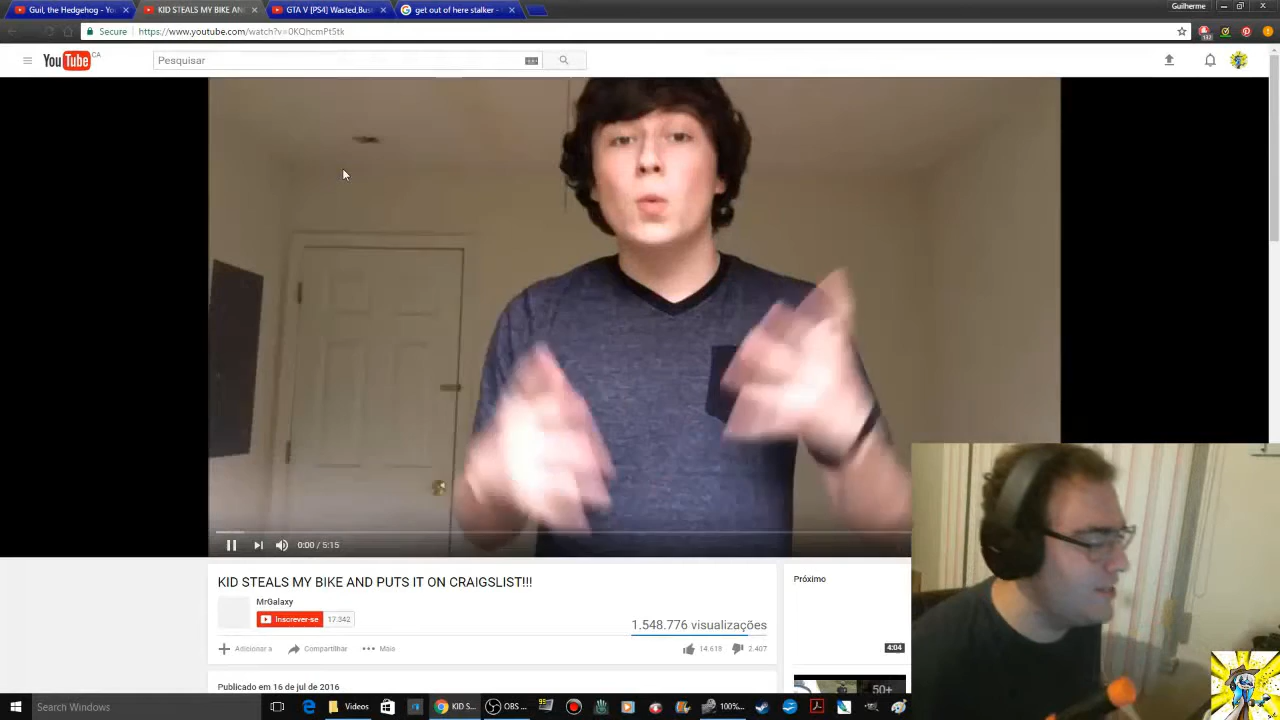 Guil, the Hedgehog - Yo
KID STEALS MY BIKE AN
GTA V [PS4] Wasted,Bus
get out of here stalker -
Guilherme
Secure
https://www.youtube.com/watch?v=0KQhcmPt5tk
132
YouTube CA
Pesquisar
0:00 / 5:15
KID STEALS MY BIKE AND PUTS IT ON CRAIGSLIST!!!
Próximo
MrGalaxy
Inscrever-se 17.342
1.548.776 visualizações
Adicionar a Compartilhar Mais
14.618 2.407
4:04
Publicado em 16 de jul de 2016
50+
Search Windows
Videos
KID S...
OBS ...
100%...